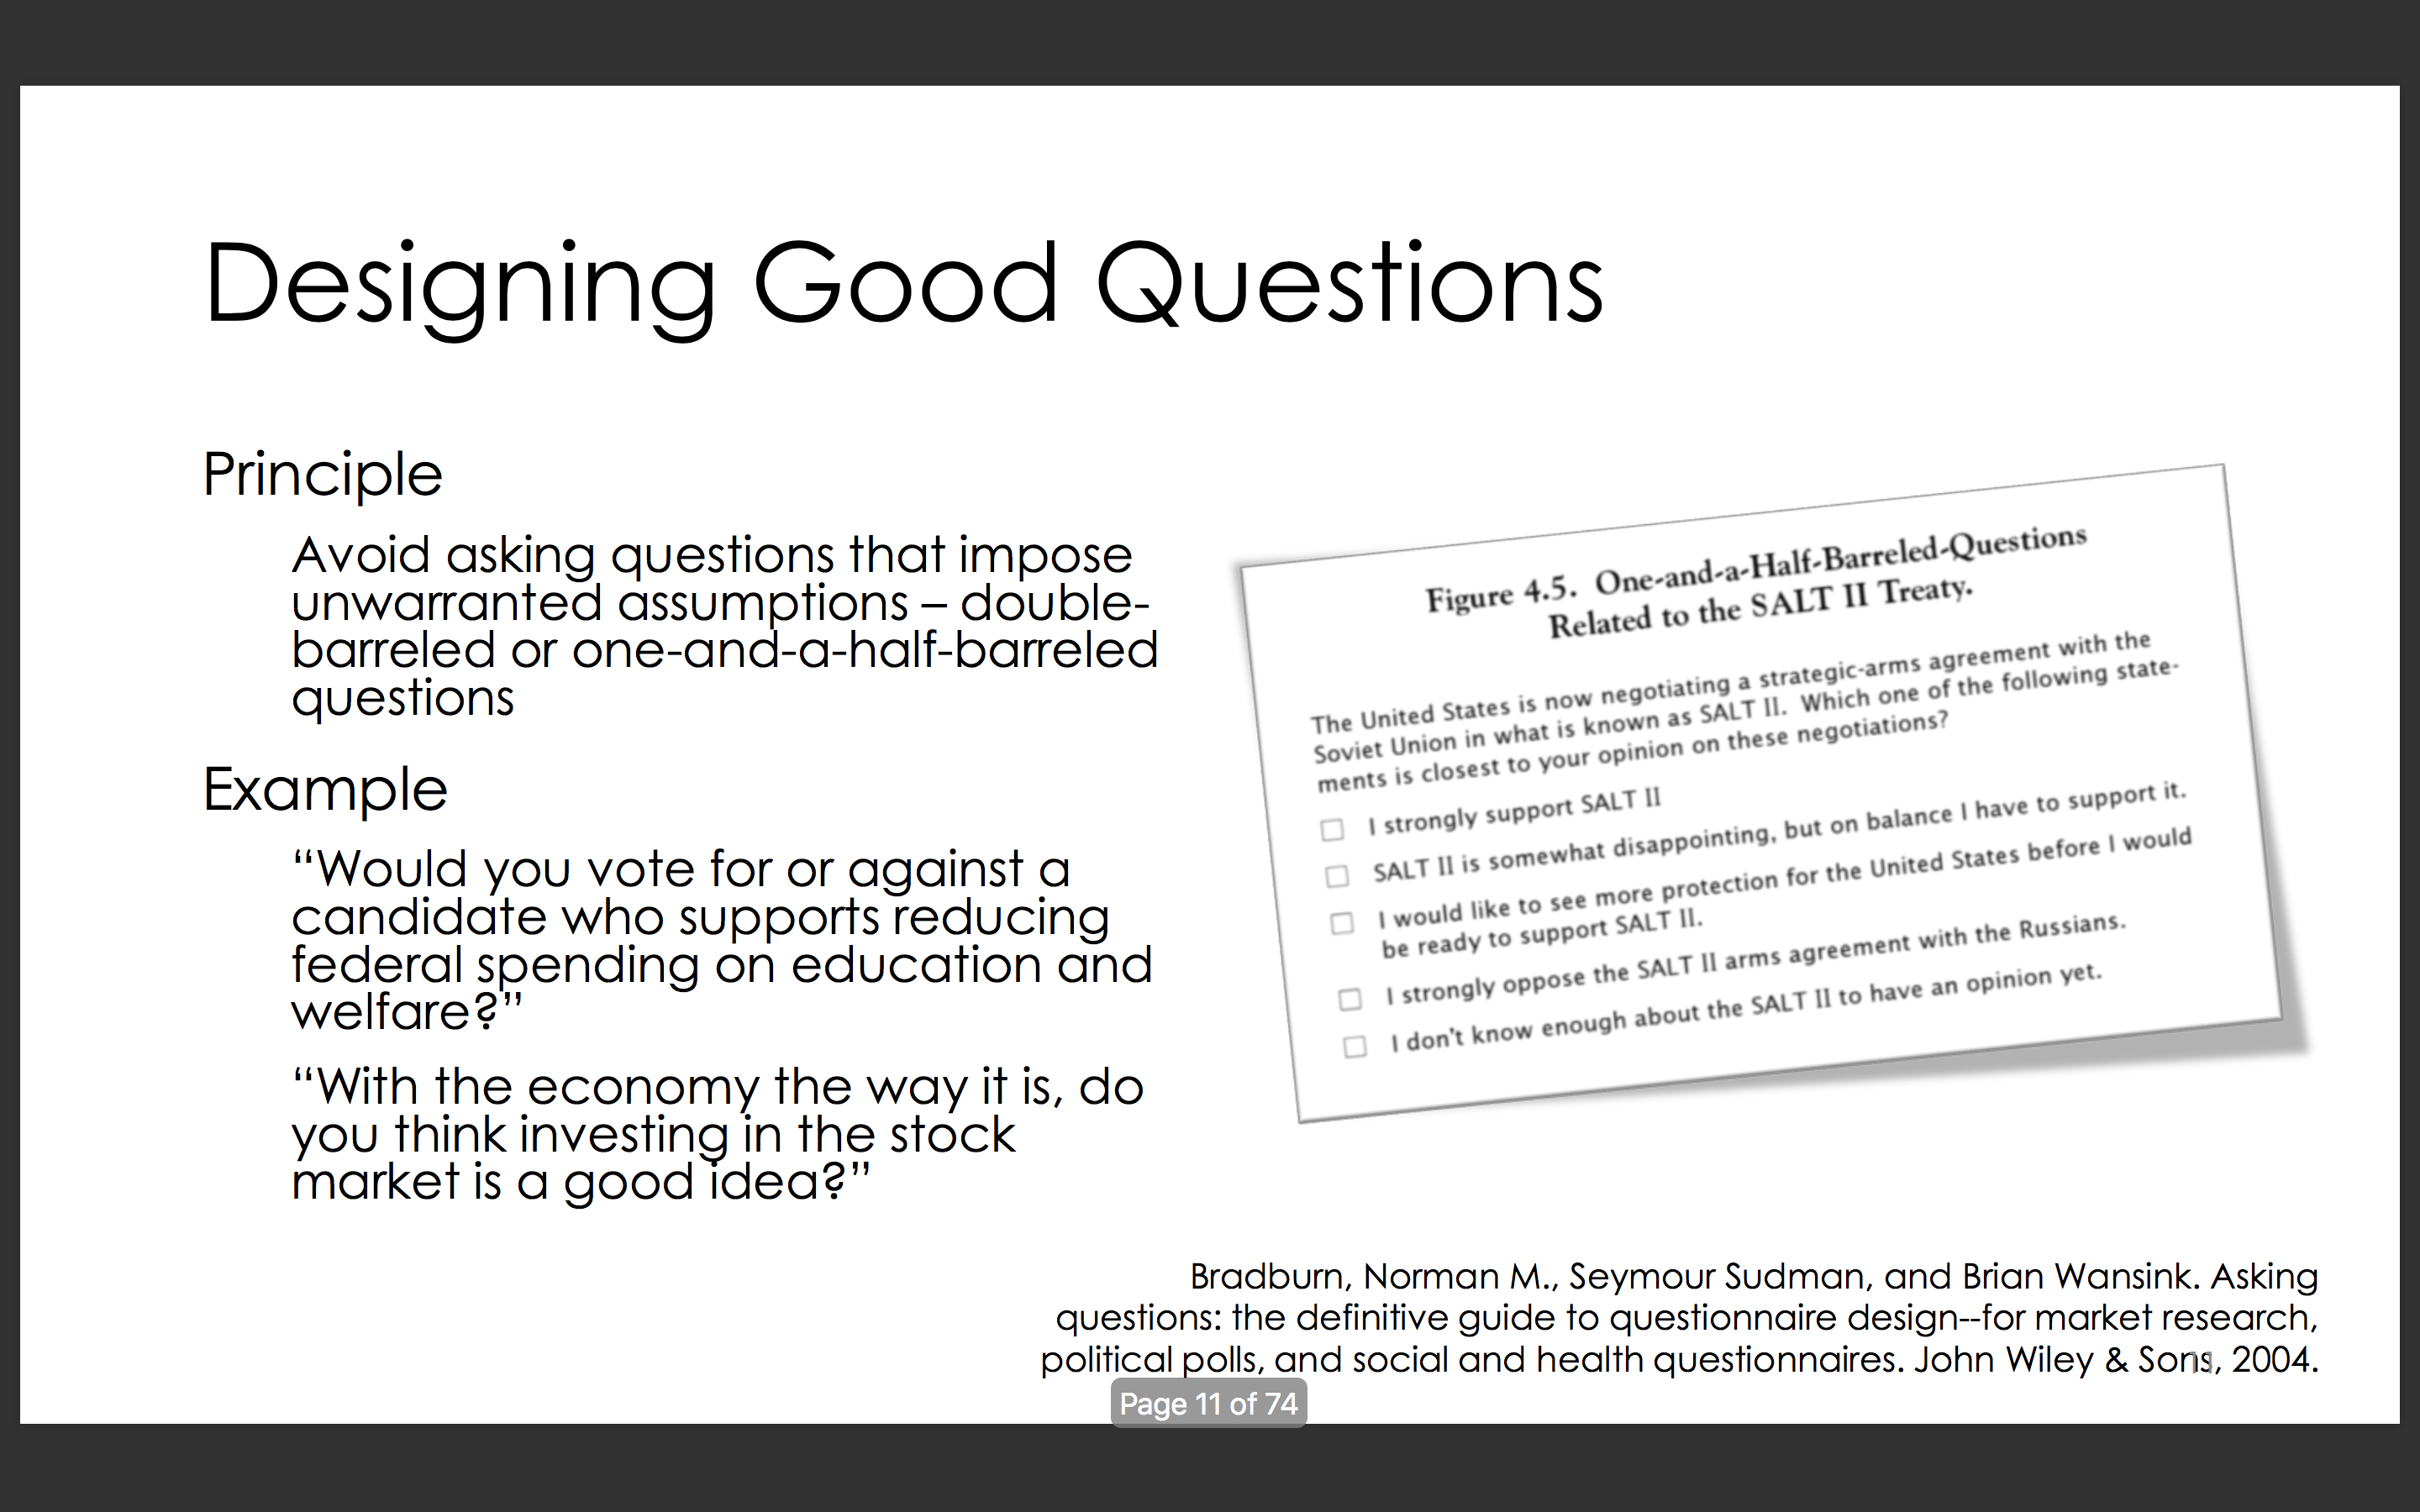 Designing Good Questions
Principle
Avoid asking questions that impose
unwarranted assumptions – double-
barreled or one-and-a-half-barreled
questions
Example
“Would you vote for or against a
candidate who supports reducing
federal spending on education and
welfare?”
“With the economy the way it is, do
you think investing in the stock
market is a good idea?”
Figure 4.5. One-and-a-Half-Barreled-Questions
Related to the SALT II Treaty.
The United States is now negotiating a strategic-arms agreement with the
Soviet Union in what is known as SALT II. Which one of the following state-
ments is closest to your opinion on these negotiations?
I strongly support SALT II
SALT II is somewhat disappointing, but on balance I have to support it.
I would like to see more protection for the United States before I would
be ready to support SALT II.
I strongly oppose the SALT II arms agreement with the Russians.
I don't know enough about the SALT II to have an opinion yet.
Bradburn, Norman M., Seymour Sudman, and Brian Wansink. Asking
questions: the definitive guide to questionnaire design--for market research,
political polls, and social and health questionnaires. John Wiley & Sons, 2004.
11
Page 11 of 74